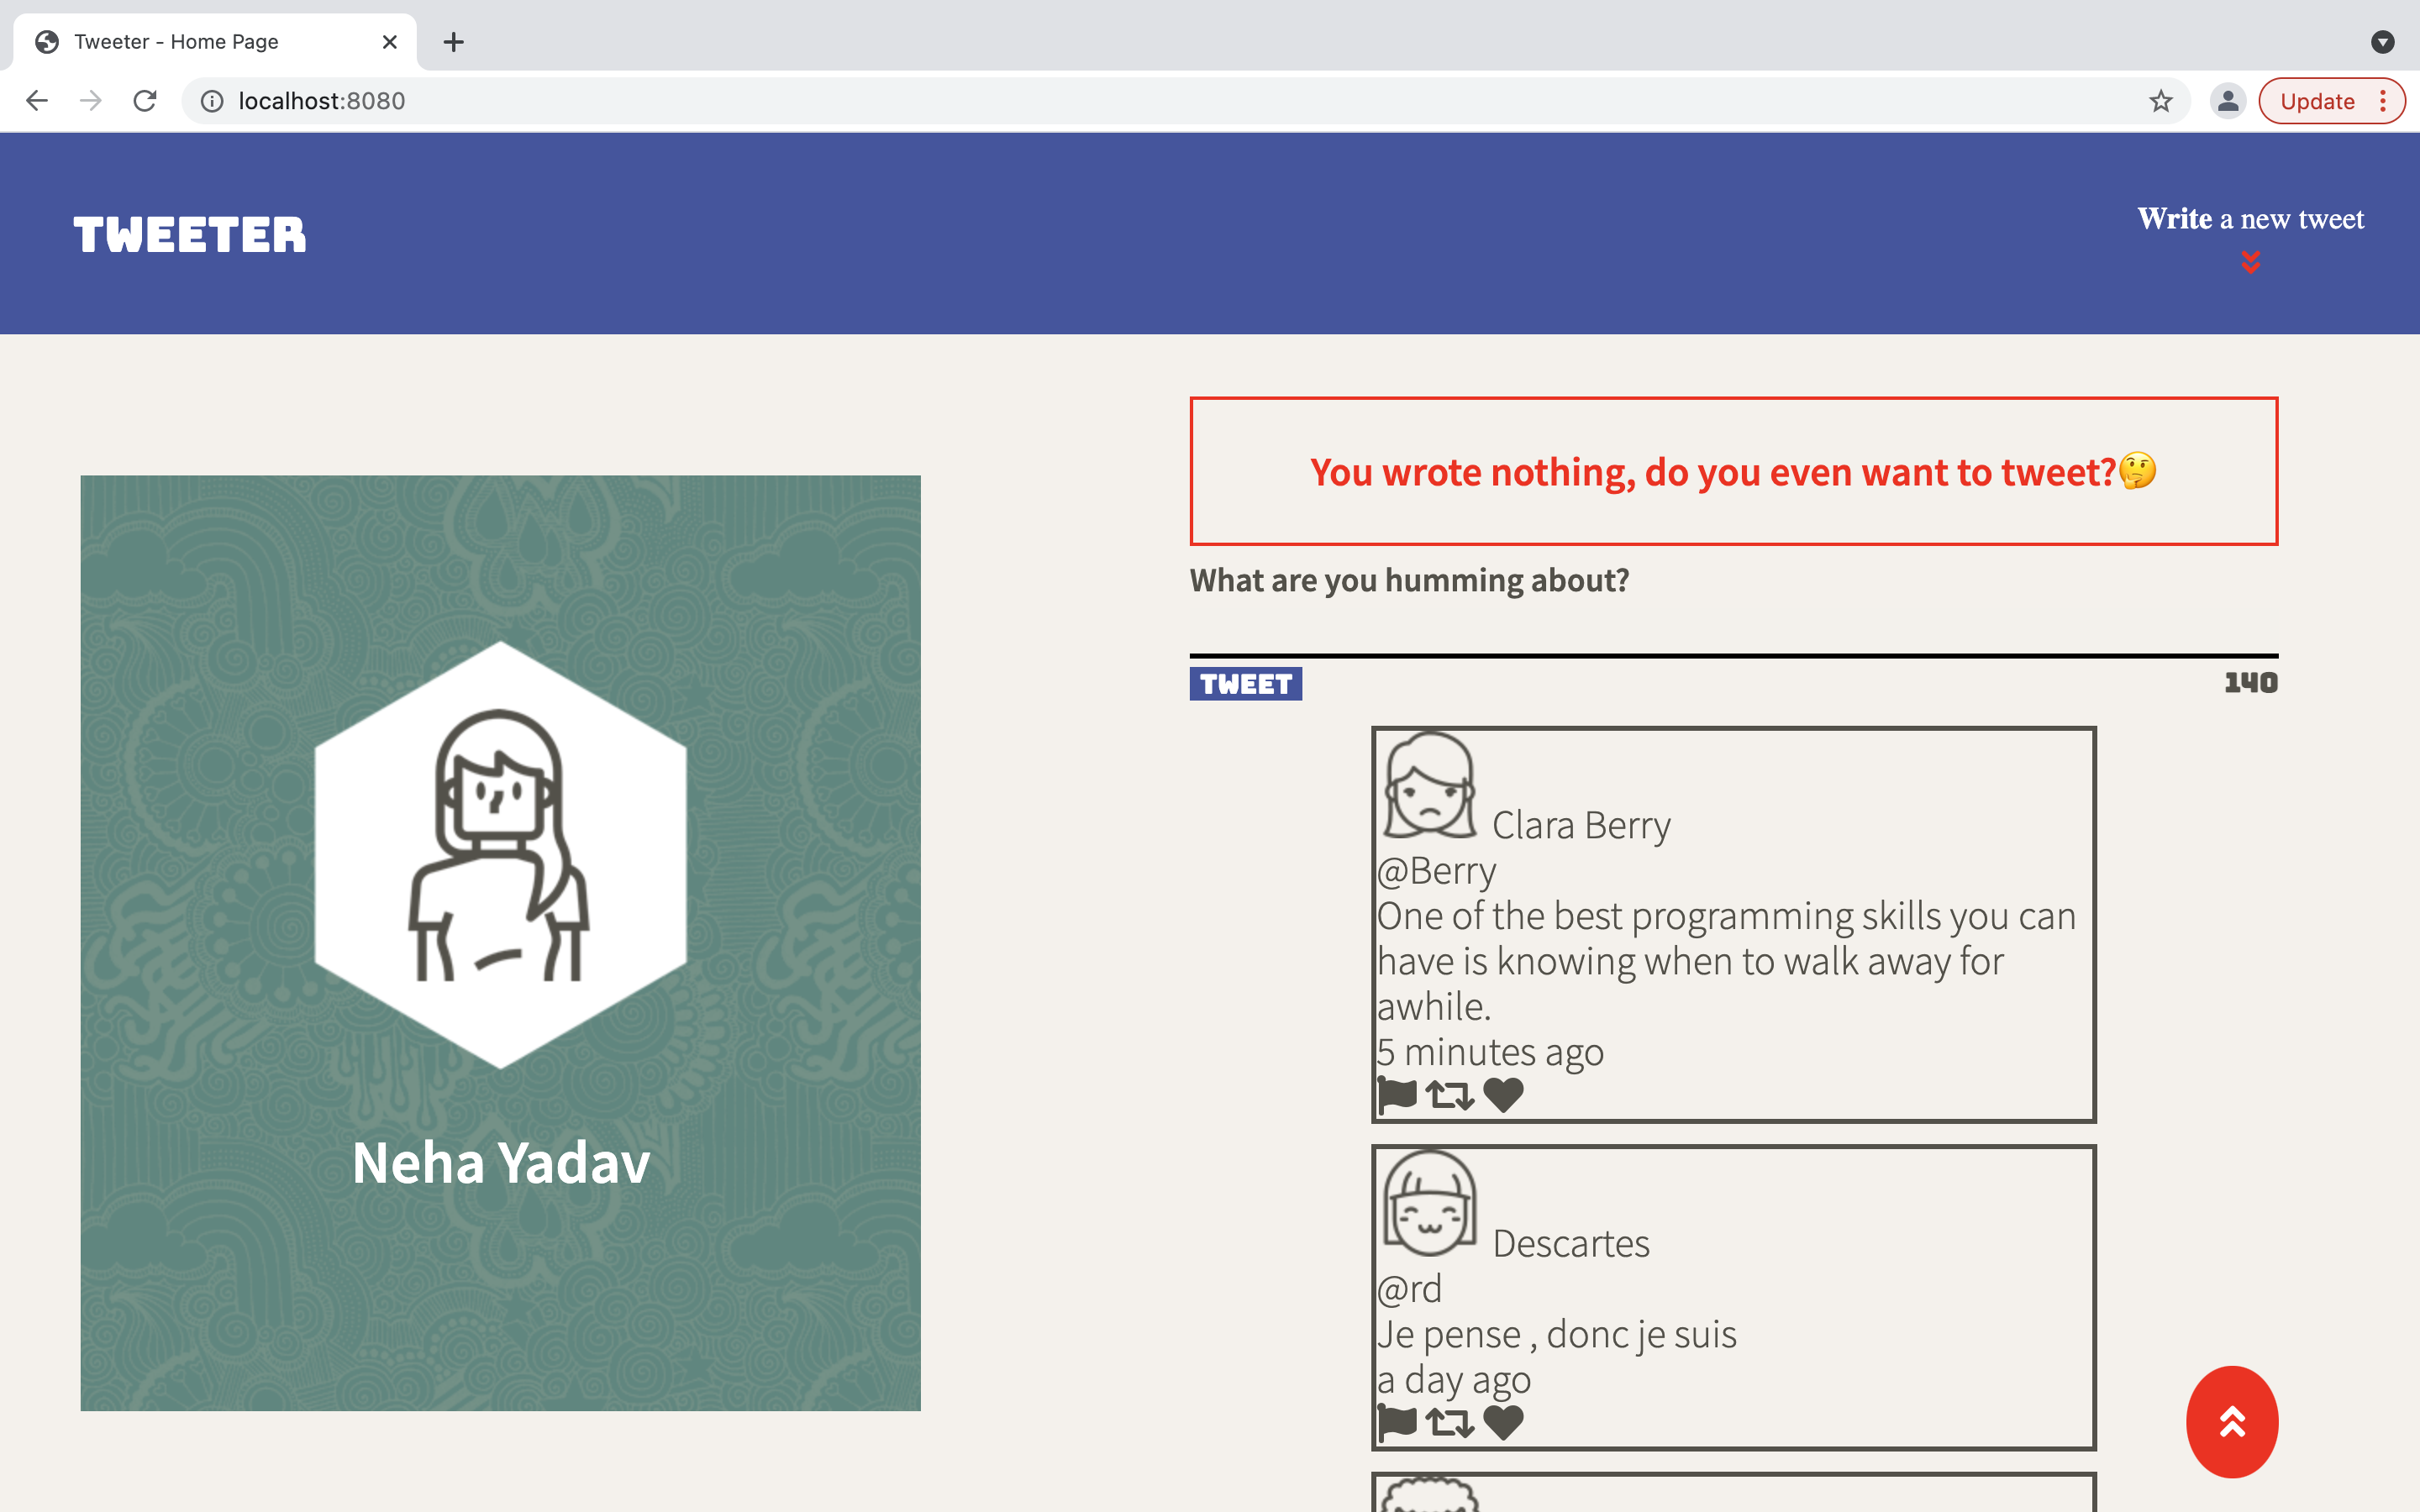 Tweeter - Home Page
localhost:8080
Update
TWEETER
Write a new tweet
You wrote nothing, do you even want to tweet?🤔
What are you humming about?
TWEET
140
Neha Yadav
Clara Berry
@Berry
One of the best programming skills you can
have is knowing when to walk away for
awhile.
5 minutes ago
Descartes
@rd
Je pense , donc je suis
a day ago